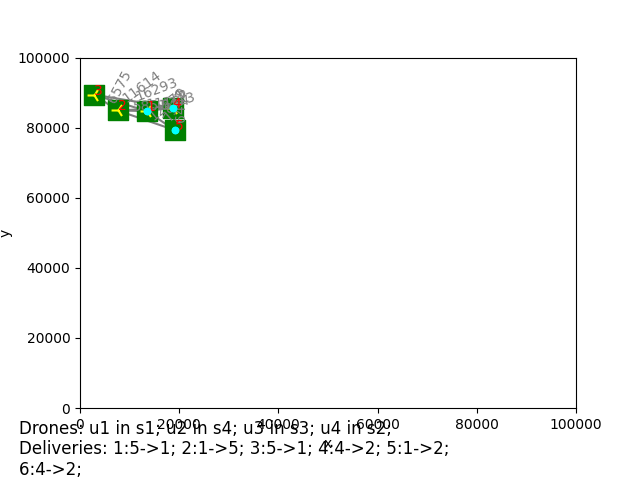 100000
80000
60000
40000
20000
0
y
0 20000 40000 60000 80000 100000
x
11614
16293
Drones: u1 in s1; u2 in s4; u3 in s3; u4 in s2;
Deliveries: 1:5->1; 2:1->5; 3:5->1; 4:4->2; 5:1->2;
6:4->2;